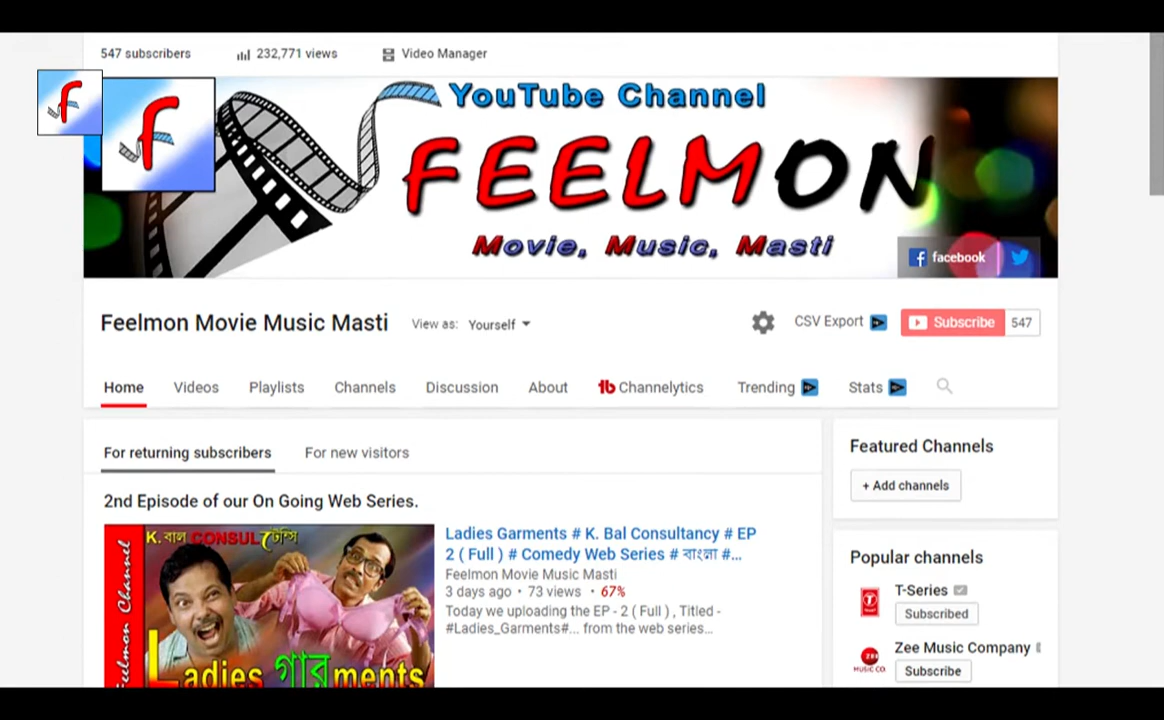 547 subscribers 232,771 views Video Manager
YouTube Channel
FEELMON
Movie, Music, Masti
facebook
Feelmon Movie Music Masti View as: Yourself CSV Export Subscribe 547
Home Videos Playlists Channels Discussion About Channelytics Trending Stats
For returning subscribers For new visitors
2nd Episode of our On Going Web Series.
K. বাল CONSULটেন্সি
Feelmon Channel
Ladies গার্মেnts
Ladies Garments # K. Bal Consultancy # EP
2 ( Full ) # Comedy Web Series # বাংলা #...
Feelmon Movie Music Masti
3 days ago • 73 views • 67%
Today we uploading the EP - 2 ( Full ) , Titled -
#Ladies_Garments#... from the web series...
Featured Channels
+ Add channels
Popular channels
T-Series
Subscribed
Zee Music Company
ZEE
MUSIC CO.
Subscribe